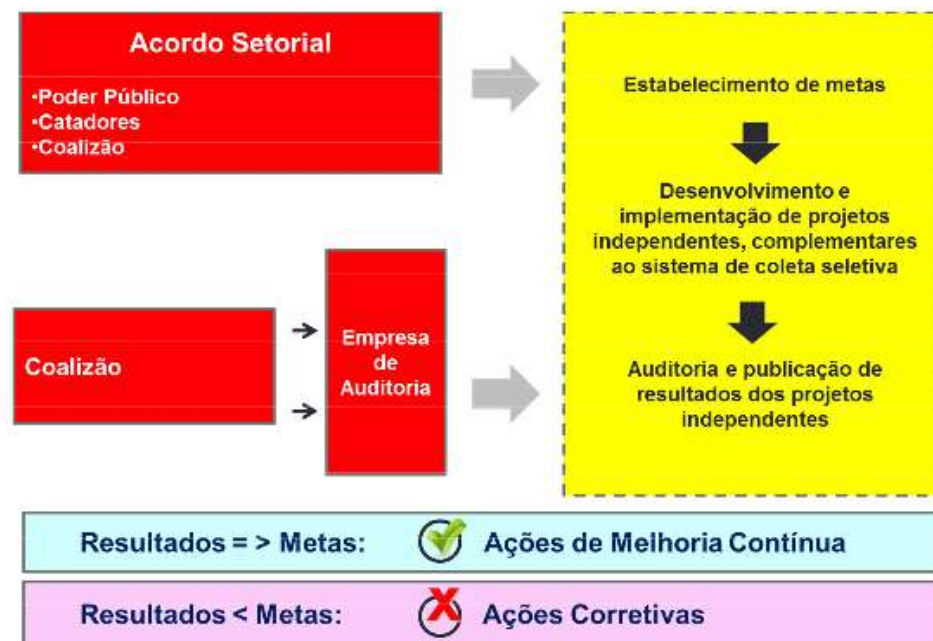 Acordo Setorial
•Poder Público
•Catadores
•Coalizão
Estabelecimento de metas
Desenvolvimento e
implementação de projetos
independentes, complementares
ao sistema de coleta seletiva
Auditoria e publicação de
resultados dos projetos
independentes
Coalizão
Empresa
de
Auditoria
Resultados = > Metas: Ações de Melhoria Contínua
Resultados < Metas: Ações Corretivas